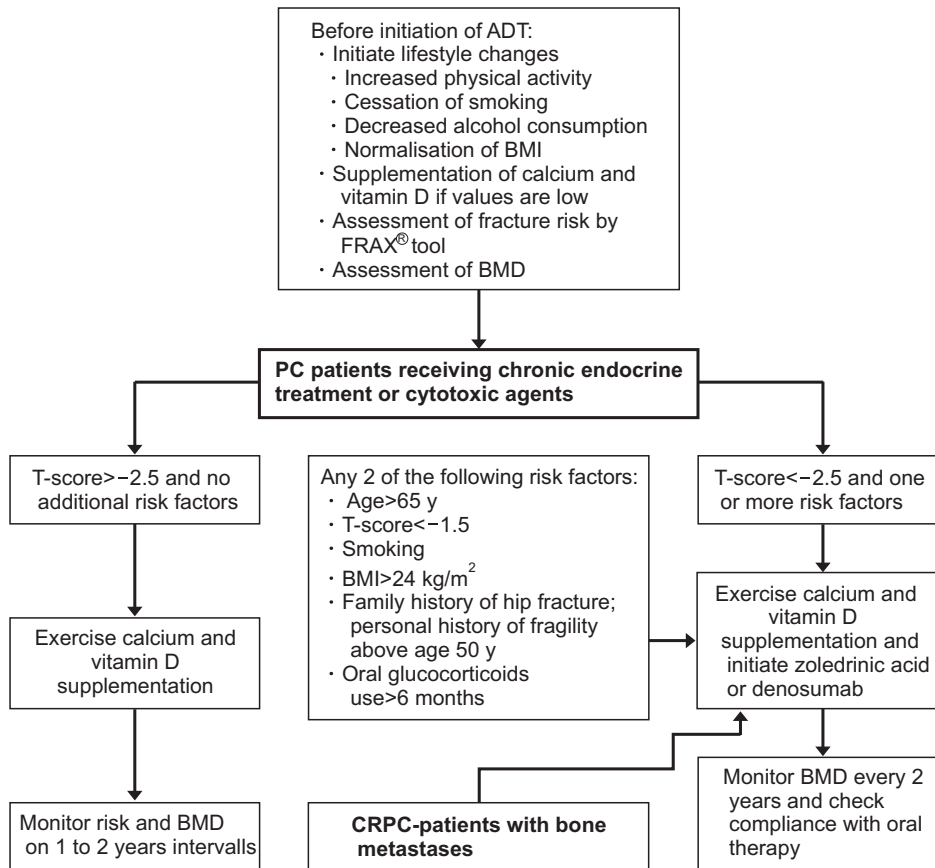 Before initiation of ADT:
· Initiate lifestyle changes
· Increased physical activity
· Cessation of smoking
· Decreased alcohol consumption
· Normalisation of BMI
· Supplementation of calcium and
vitamin D if values are low
· Assessment of fracture risk by
FRAX® tool
· Assessment of BMD
PC patients receiving chronic endocrine
treatment or cytotoxic agents
T-score>−2.5 and no
additional risk factors
Exercise calcium and
vitamin D
supplementation
Monitor risk and BMD
on 1 to 2 years intervalls
Any 2 of the following risk factors:
· Age>65 y
· T-score<−1.5
· Smoking
· BMI>24 kg/m²
· Family history of hip fracture;
personal history of fragility
above age 50 y
· Oral glucocorticoids
use>6 months
CRPC-patients with bone
metastases
T-score<−2.5 and one
or more risk factors
Exercise calcium and
vitamin D
supplementation and
initiate zoledrinic acid
or denosumab
Monitor BMD every 2
years and check
compliance with oral
therapy